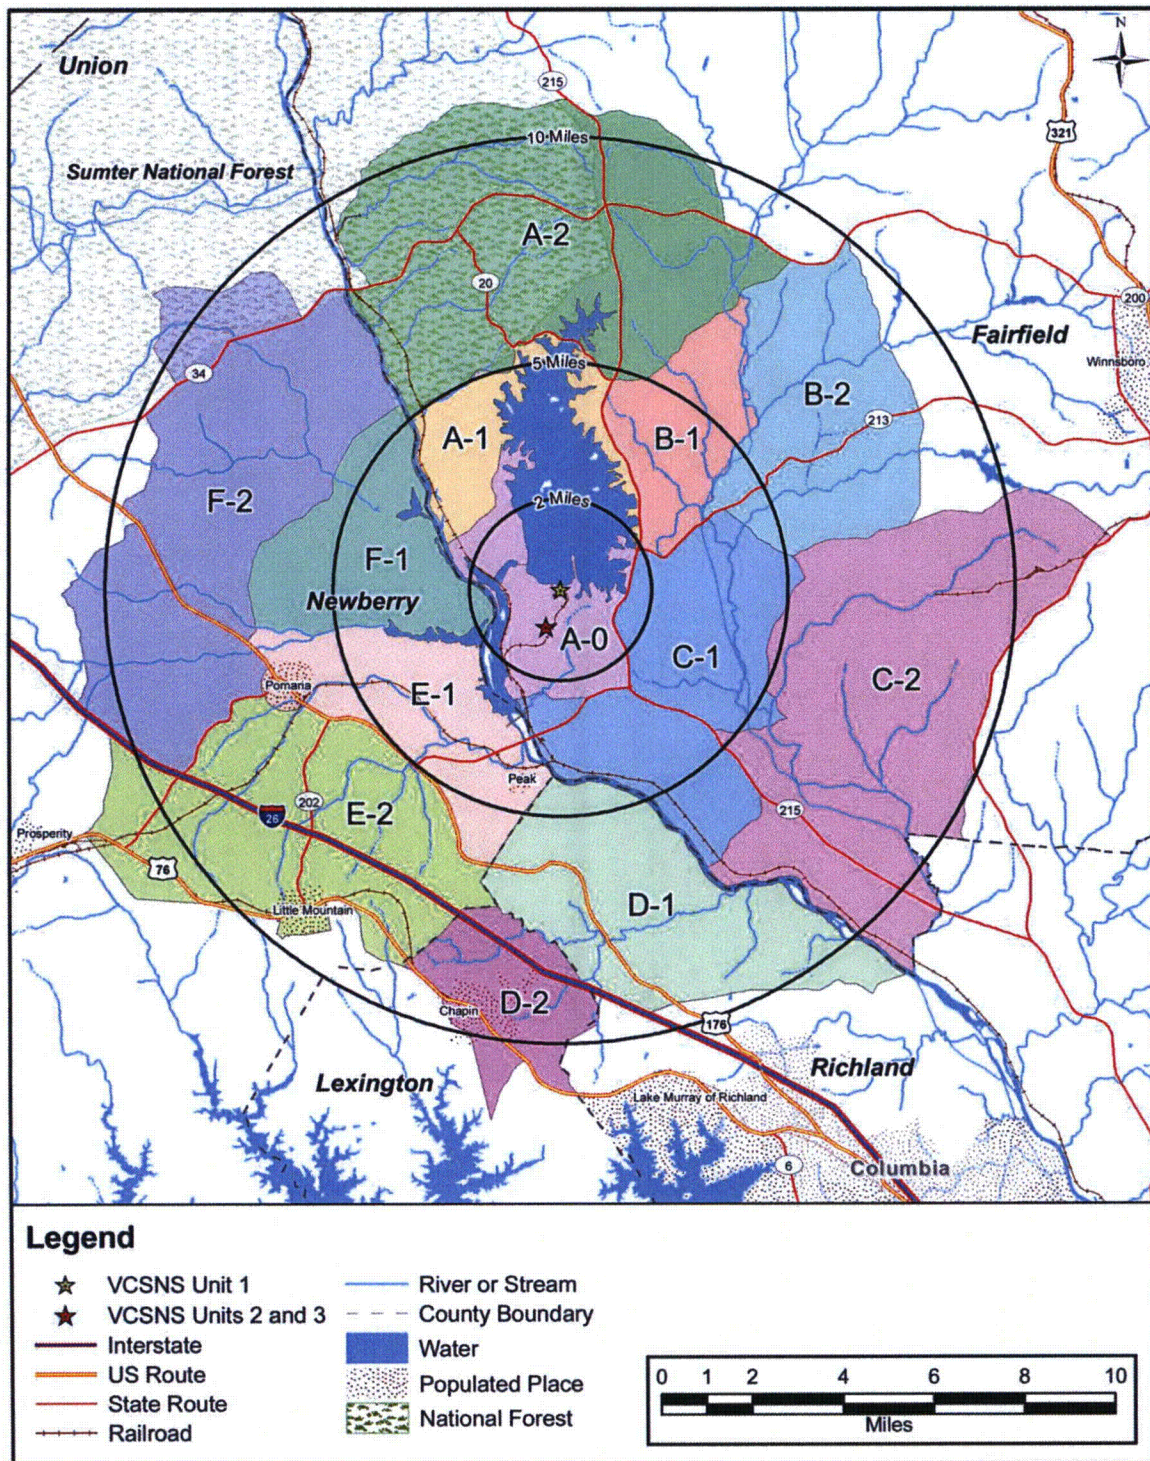 N
Union
215
321
10 Miles
Sumter National Forest
A-2
20
200
Fairfield
Winnsboro
5 Miles
34
B-2
213
A-1
B-1
F-2
2 Miles
F-1
Newberry
A-0
C-1
C-2
Pomaria
E-1
Peak
202
E-2
215
26
Prosperity
76
D-1
Little Mountain
D-2
Chapin
176
Richland
Lexington
Lake Murray of Richland
6
Columbia
Legend
VCSNS Unit 1
VCSNS Units 2 and 3
Interstate
US Route
State Route
Railroad
River or Stream
County Boundary
Water
Populated Place
National Forest
0 1 2 4 6 8 10
Miles